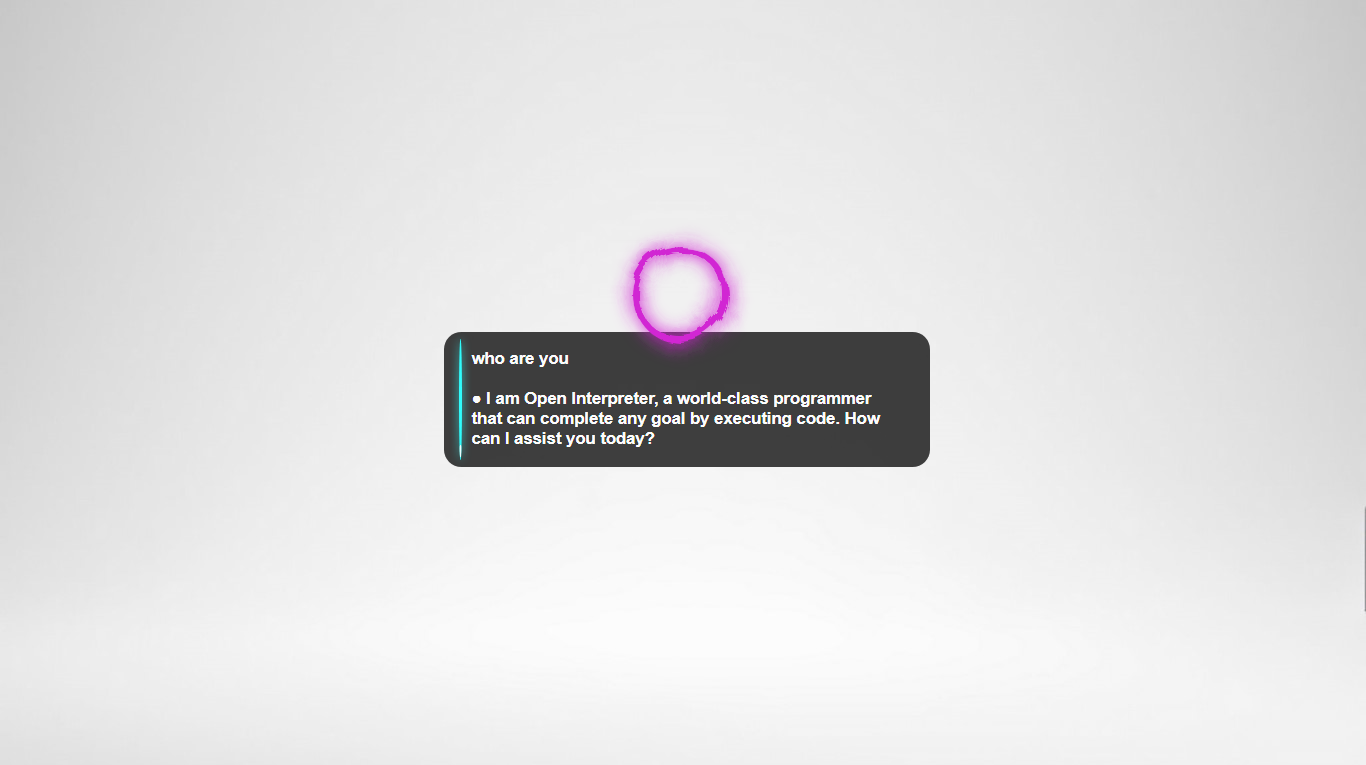 who are you
● I am Open Interpreter, a world-class programmer
that can complete any goal by executing code. How
can I assist you today?